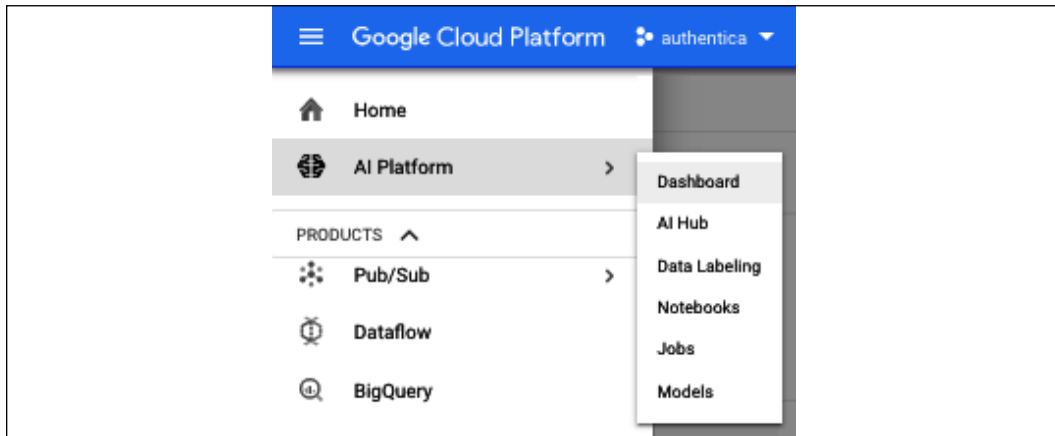 Google Cloud Platform authentica
Home
AI Platform
Dashboard
AI Hub
Data Labeling
Notebooks
Jobs
Models
PRODUCTS
Pub/Sub
Dataflow
BigQuery